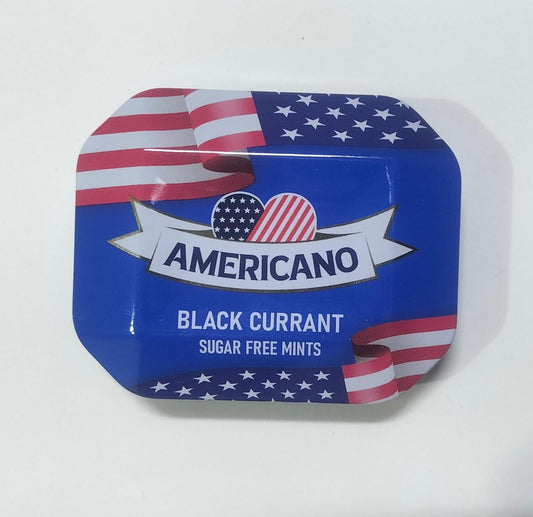 AMERICANO
BLACK CURRANT
SUGAR FREE MINTS